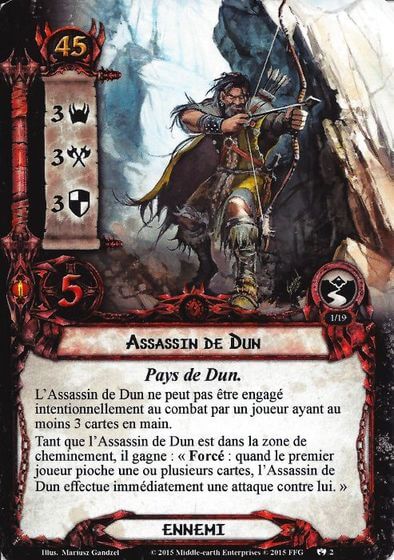 45
3
3
3
5
1/19
Assassin de Dun
Pays de Dun.
L'Assassin de Dun ne peut pas être engagé
intentionnellement au combat par un joueur ayant au
moins 3 cartes en main.
Tant que l'Assassin de Dun est dans la zone de
cheminement, il gagne : « Forcé : quand le premier
joueur pioche une ou plusieurs cartes, l'Assassin de
Dun effectue immédiatement une attaque contre lui. »
ENNEMI
Illus. Mariusz Gandzel © 2015 Middle-earth Enterprises © 2015 FFG 2